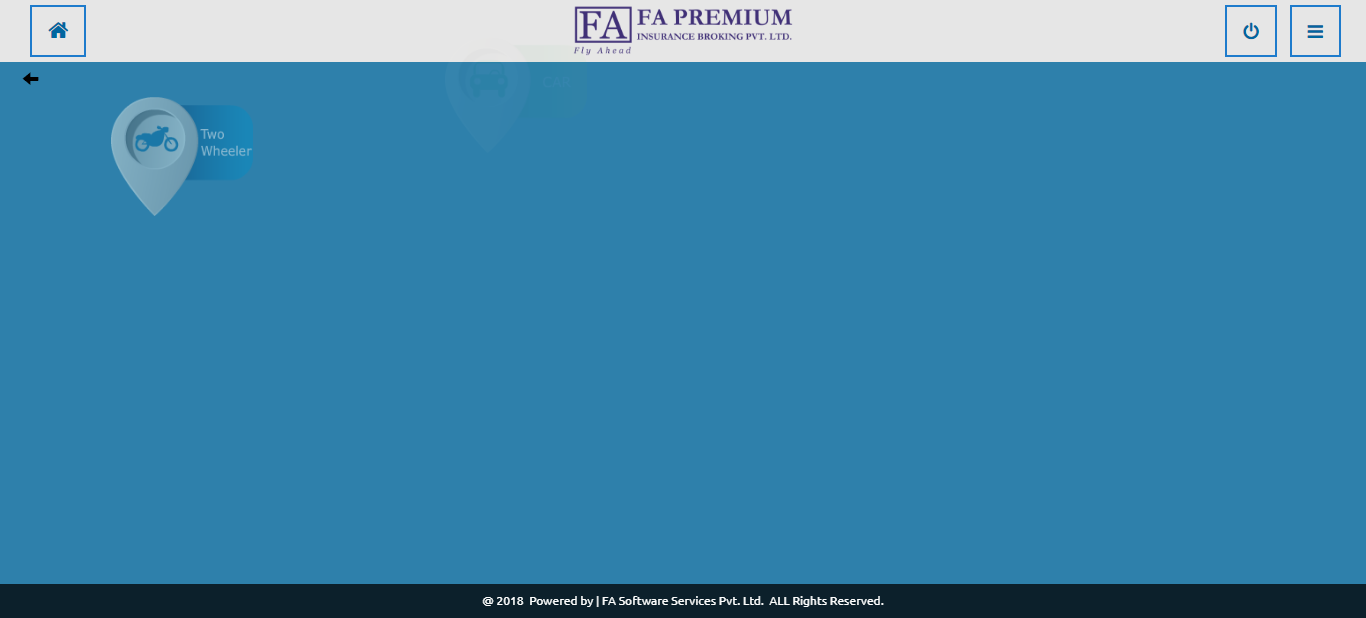 FA
FA PREMIUM
INSURANCE BROKING PVT. LTD.
Fly Ahead
CAR
Two
Wheeler
@ 2018 Powered by | FA Software Services Pvt. Ltd. ALL Rights Reserved.